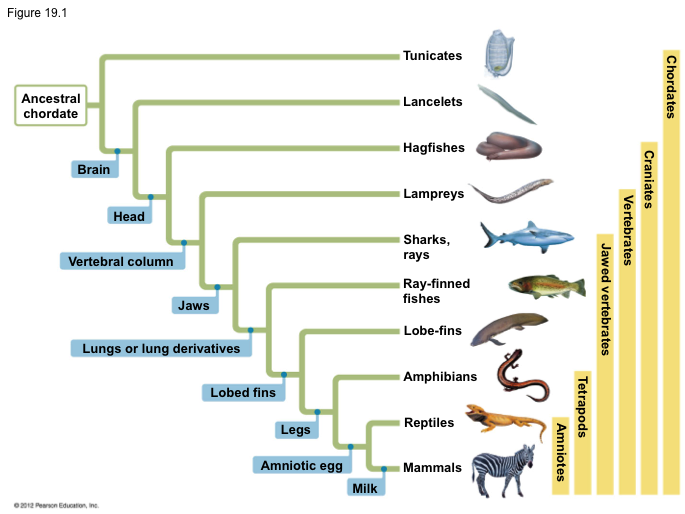 Figure 19.1
Tunicates
Ancestral
chordate
Lancelets
Brain
Hagfishes
Head
Lampreys
Vertebral column
Sharks,
rays
Jaws
Ray-finned
fishes
Lungs or lung derivatives
Lobe-fins
Lobed fins
Amphibians
Legs
Reptiles
Amniotic egg
Mammals
Milk
Amniotes
Tetrapods
Jawed vertebrates
Vertebrates
Craniates
Chordates
© 2012 Pearson Education, Inc.